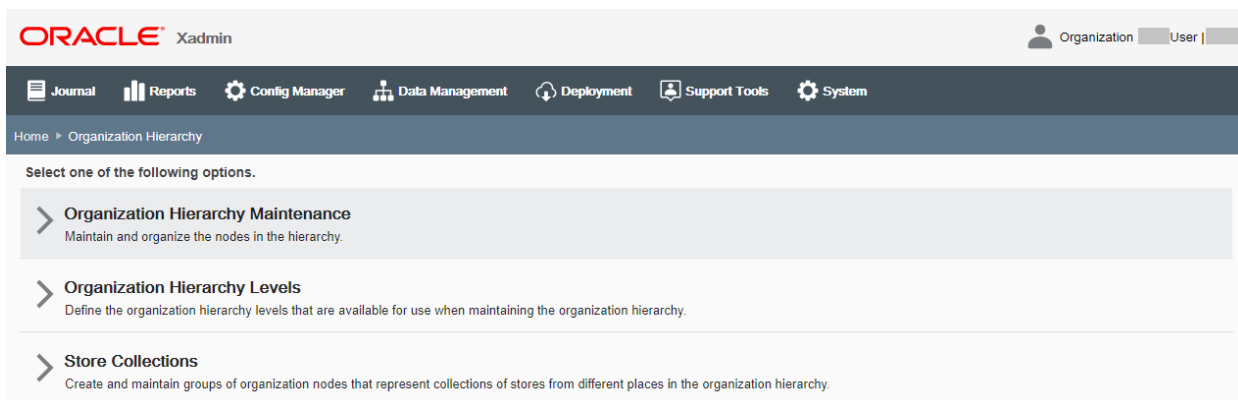 ORACLE® Xadmin
Organization User |
Journal Reports Config Manager Data Management Deployment Support Tools System
Home Organization Hierarchy
Select one of the following options.
Organization Hierarchy Maintenance
Maintain and organize the nodes in the hierarchy.
Organization Hierarchy Levels
Define the organization hierarchy levels that are available for use when maintaining the organization hierarchy.
Store Collections
Create and maintain groups of organization nodes that represent collections of stores from different places in the organization hierarchy.